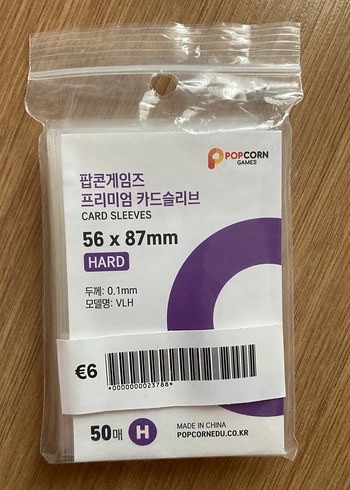 POPCORN
GAMES
팝콘게임즈
프리미엄 카드슬리브
CARD SLEEVES
56 x 87mm
HARD
두께: 0.1mm
모델명: VLH
€6
*0000000023788*
50매 H
MADE IN CHINA
POPCORNEDU.CO.KR